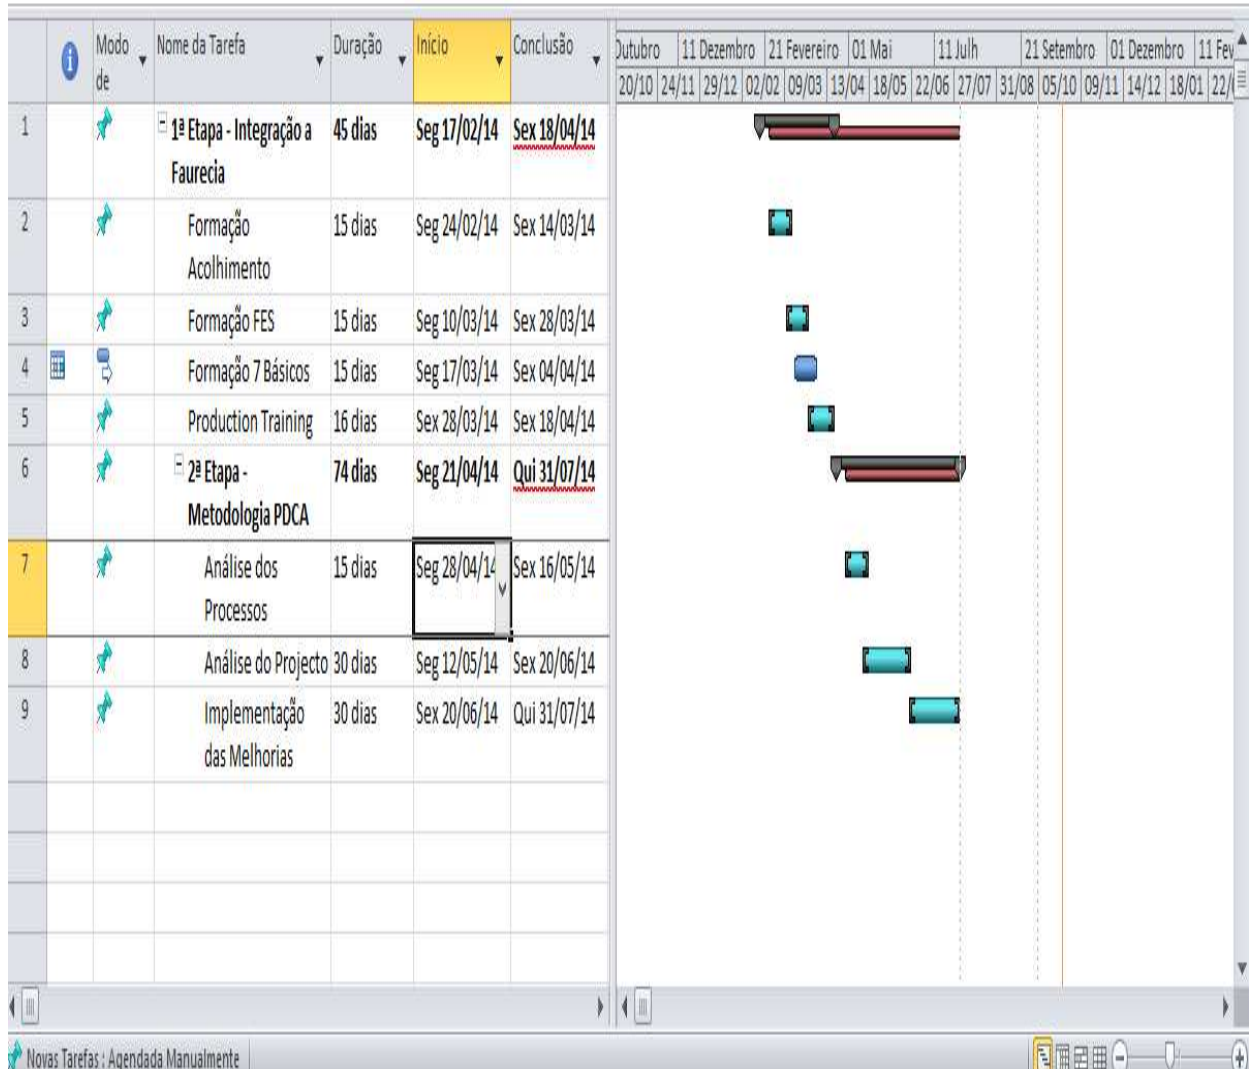 Modo de
Nome da Tarefa
Duração
Início
Conclusão
Outubro 11 Dezembro 21 Fevereiro 01 Mai 11 Julh 21 Setembro 01 Dezembro 11 Fev
20/10 24/11 29/12 02/02 09/03 13/04 18/05 22/06 27/07 31/08 05/10 09/11 14/12 18/01 22/
1 1ª Etapa - Integração a Faurecia 45 dias Seg 17/02/14 Sex 18/04/14
2 Formação Acolhimento 15 dias Seg 24/02/14 Sex 14/03/14
3 Formação FES 15 dias Seg 10/03/14 Sex 28/03/14
4 Formação 7 Básicos 15 dias Seg 17/03/14 Sex 04/04/14
5 Production Training 16 dias Sex 28/03/14 Sex 18/04/14
6 2ª Etapa - Metodologia PDCA 74 dias Seg 21/04/14 Qui 31/07/14
7 Análise dos Processos 15 dias Seg 28/04/14 Sex 16/05/14
8 Análise do Projecto 30 dias Seg 12/05/14 Sex 20/06/14
9 Implementação das Melhorias 30 dias Sex 20/06/14 Qui 31/07/14
Novas Tarefas : Agendada Manualmente